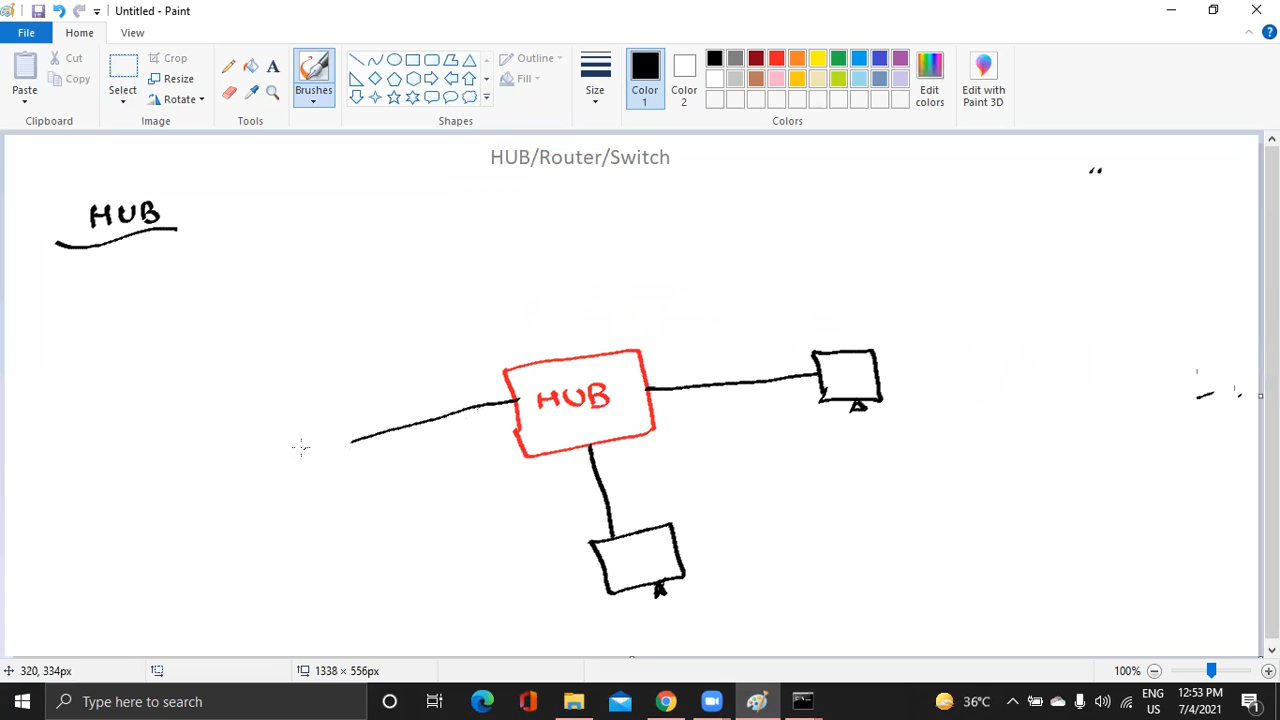 Untitled - Paint
File Home View
Paste
Cut
Copy
Clipboard
Select
Crop
Resize
Rotate
Image
Tools
Brushes
Outline
Fill
Shapes
Size
Color 1
Color 2
Edit colors
Edit with Paint 3D
Colors
HUB/Router/Switch
HUB
HUB
320, 334px
1338 × 556px
100%
Type here to search
36°C
ENG
US
12:53 PM
7/4/2021
1